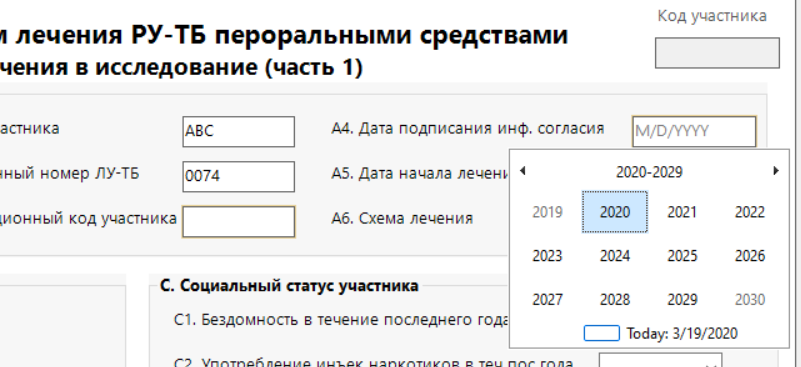 Код участника
м лечения РУ-ТБ пероральными средствами
чения в исследование (часть 1)
астника
ABC
A4. Дата подписания инф. согласия
M/D/YYYY
ный номер ЛУ-ТБ
0074
A5. Дата начала лечени
ционный код участника
A6. Схема лечения
2020-2029
2019 2020 2021 2022
2023 2024 2025 2026
2027 2028 2029 2030
Today: 3/19/2020
C. Социальный статус участника
C1. Бездомность в течение последнего года
C2. Употребление инъек наркотиков в теч пос года